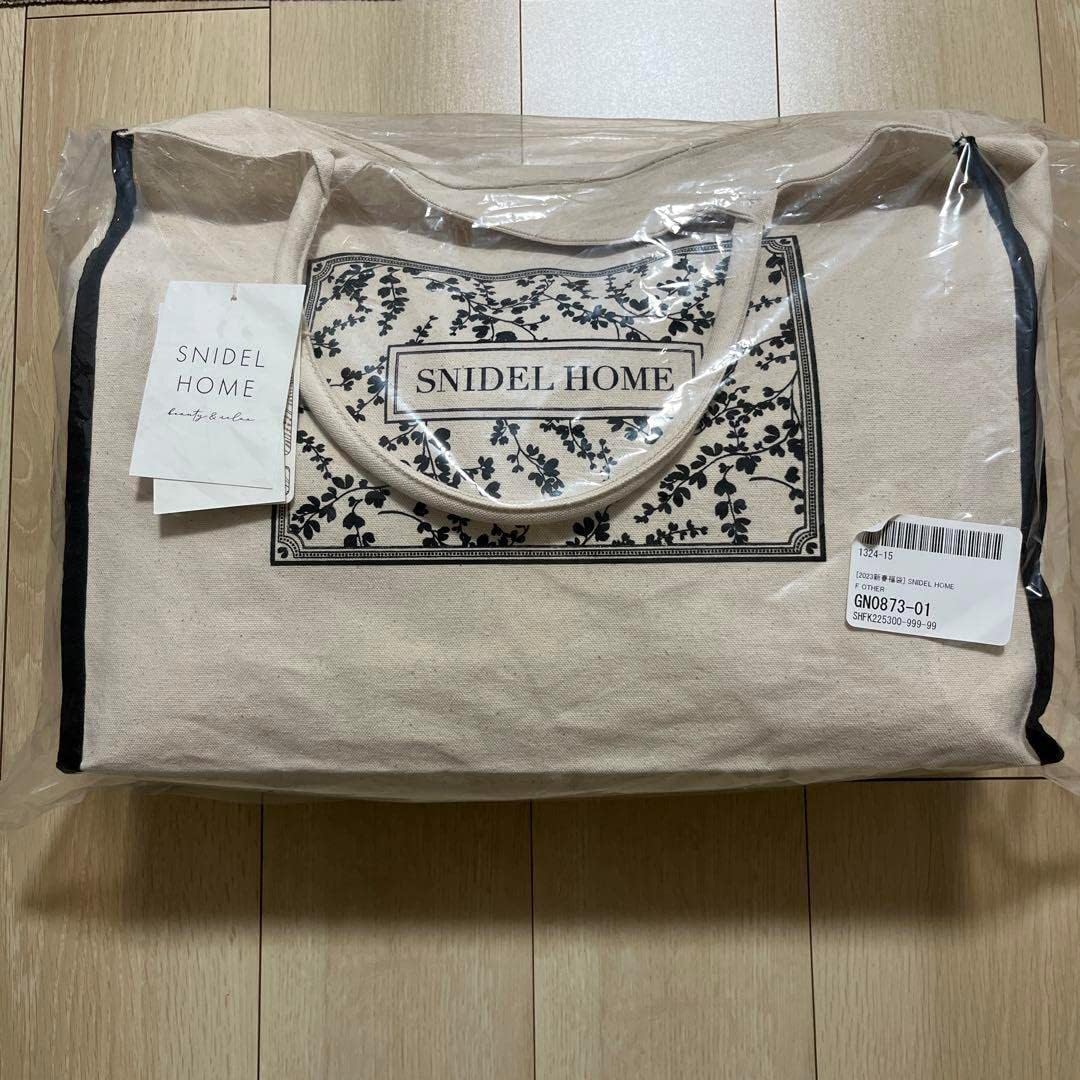 SNIDEL
HOME
beauty & relax
SNIDEL HOME
1324-15
[2023新春福袋] SNIDEL HOME
F OTHER
GN0873-01
SHFK225300-999-99